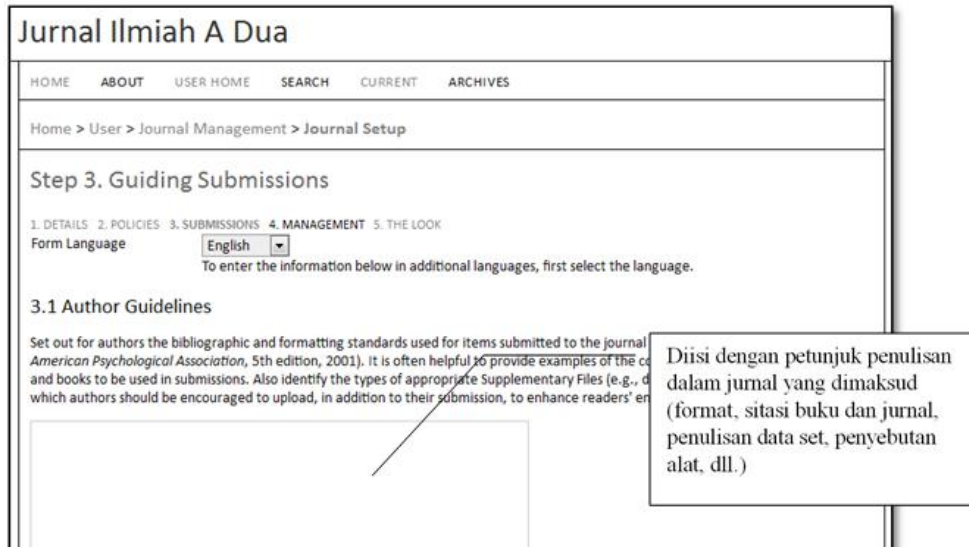 Jurnal Ilmiah A Dua
HOME ABOUT USER HOME SEARCH CURRENT ARCHIVES
Home > User > Journal Management > Journal Setup
Step 3. Guiding Submissions
1. DETAILS 2. POLICIES 3. SUBMISSIONS 4. MANAGEMENT 5. THE LOOK
Form Language English
To enter the information below in additional languages, first select the language.
3.1 Author Guidelines
Set out for authors the bibliographic and formatting standards used for items submitted to the journal
American Psychological Association, 5th edition, 2001). It is often helpful to provide examples of the
and books to be used in submissions. Also identify the types of appropriate Supplementary Files (e.g.,
which authors should be encouraged to upload, in addition to their submission, to enhance readers'
Diisi dengan petunjuk penulisan
dalam jurnal yang dimaksud
(format, sitasi buku dan jurnal,
penulisan data set, penyebutan
alat, dll.)